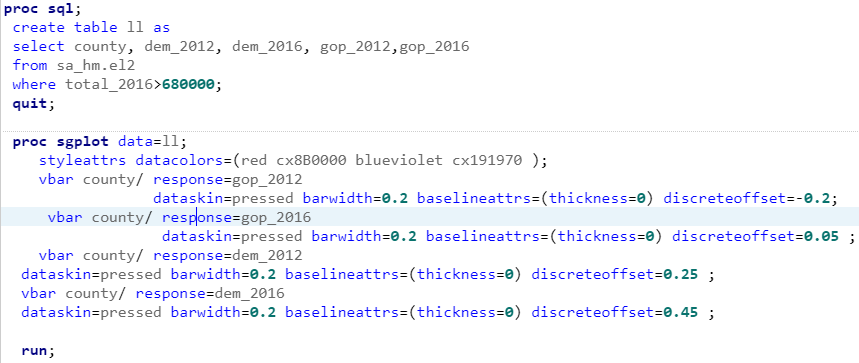 proc sql;
create table ll as
select county, dem_2012, dem_2016, gop_2012,gop_2016
from sa_hm.el2
where total_2016>680000;
quit;
proc sgplot data=ll;
styleattrs datacolors=(red cx8B0000 blueviolet cx191970 );
vbar county/ response=gop_2012
dataskin=pressed barwidth=0.2 baselineattrs=(thickness=0) discreteoffset=-0.2;
vbar county/ response=gop_2016
dataskin=pressed barwidth=0.2 baselineattrs=(thickness=0) discreteoffset=0.05 ;
vbar county/ response=dem_2012
dataskin=pressed barwidth=0.2 baselineattrs=(thickness=0) discreteoffset=0.25 ;
vbar county/ response=dem_2016
dataskin=pressed barwidth=0.2 baselineattrs=(thickness=0) discreteoffset=0.45 ;
run;